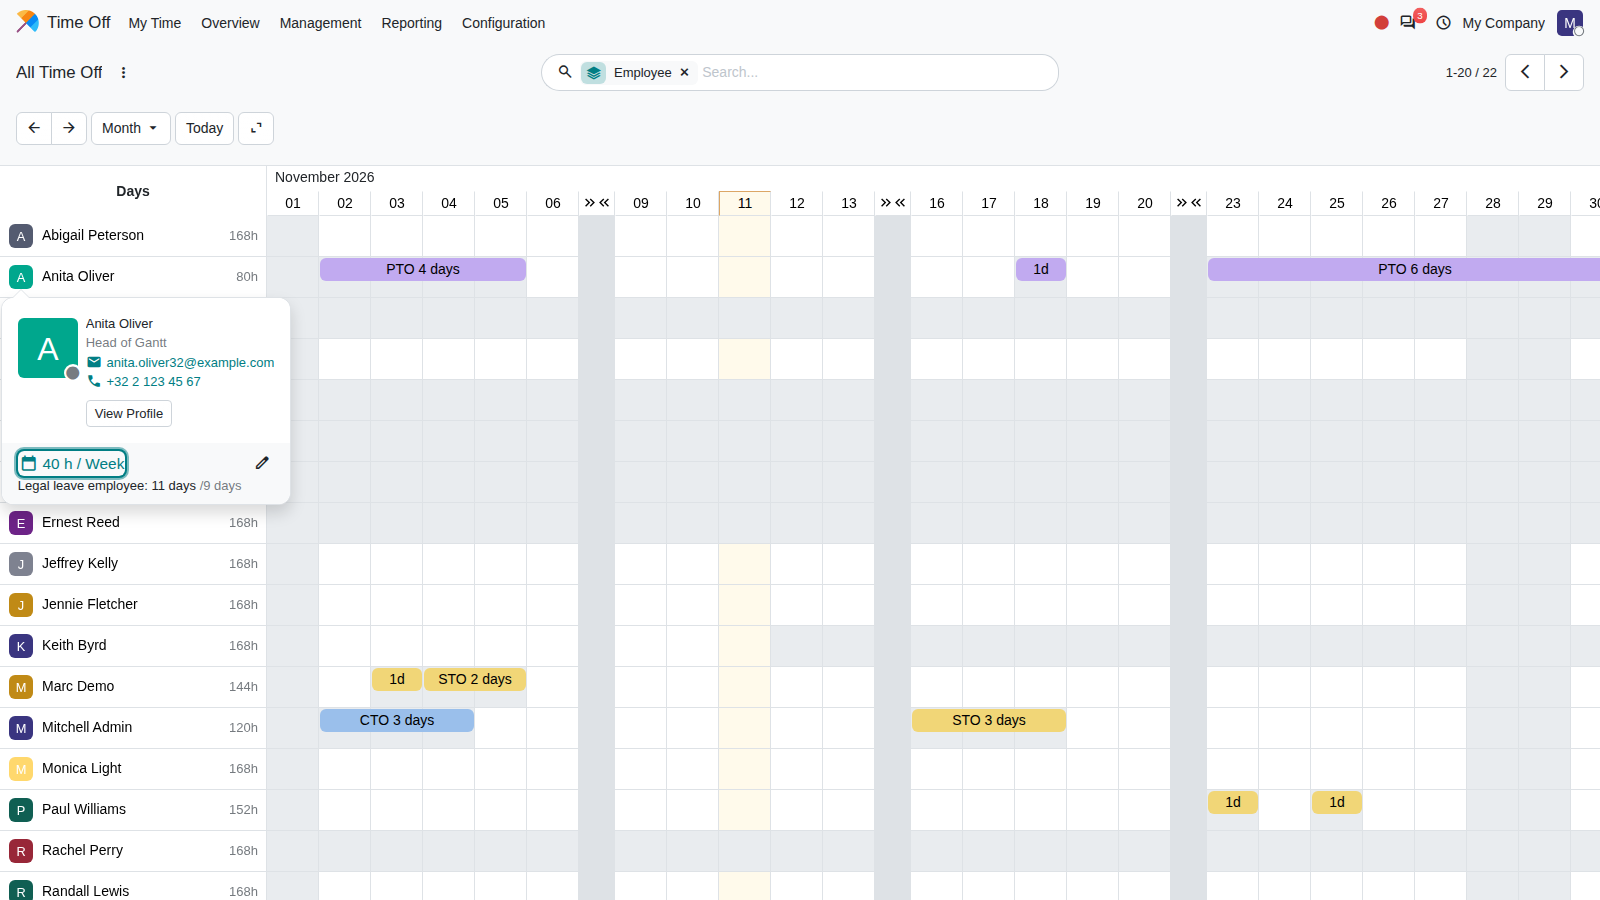 Time Off My Time Overview Management Reporting Configuration 3 My Company M
All Time Off Employee × Search... 1-20 / 22
Month Today
Days
November 2026
01 02 03 04 05 06 09 10 11 12 13 16 17 18 19 20 23 24 25 26 27 28 29 30
A Abigail Peterson 168h
A Anita Oliver 80h PTO 4 days 1d PTO 6 days
A
Anita Oliver
Head of Gantt
anita.oliver32@example.com
+32 2 123 45 67
View Profile
40 h / Week
Legal leave employee: 11 days /9 days
E Ernest Reed 168h
J Jeffrey Kelly 168h
J Jennie Fletcher 168h
K Keith Byrd 168h
M Marc Demo 144h 1d STO 2 days
M Mitchell Admin 120h CTO 3 days STO 3 days
M Monica Light 168h
P Paul Williams 152h 1d 1d
R Rachel Perry 168h
R Randall Lewis 168h